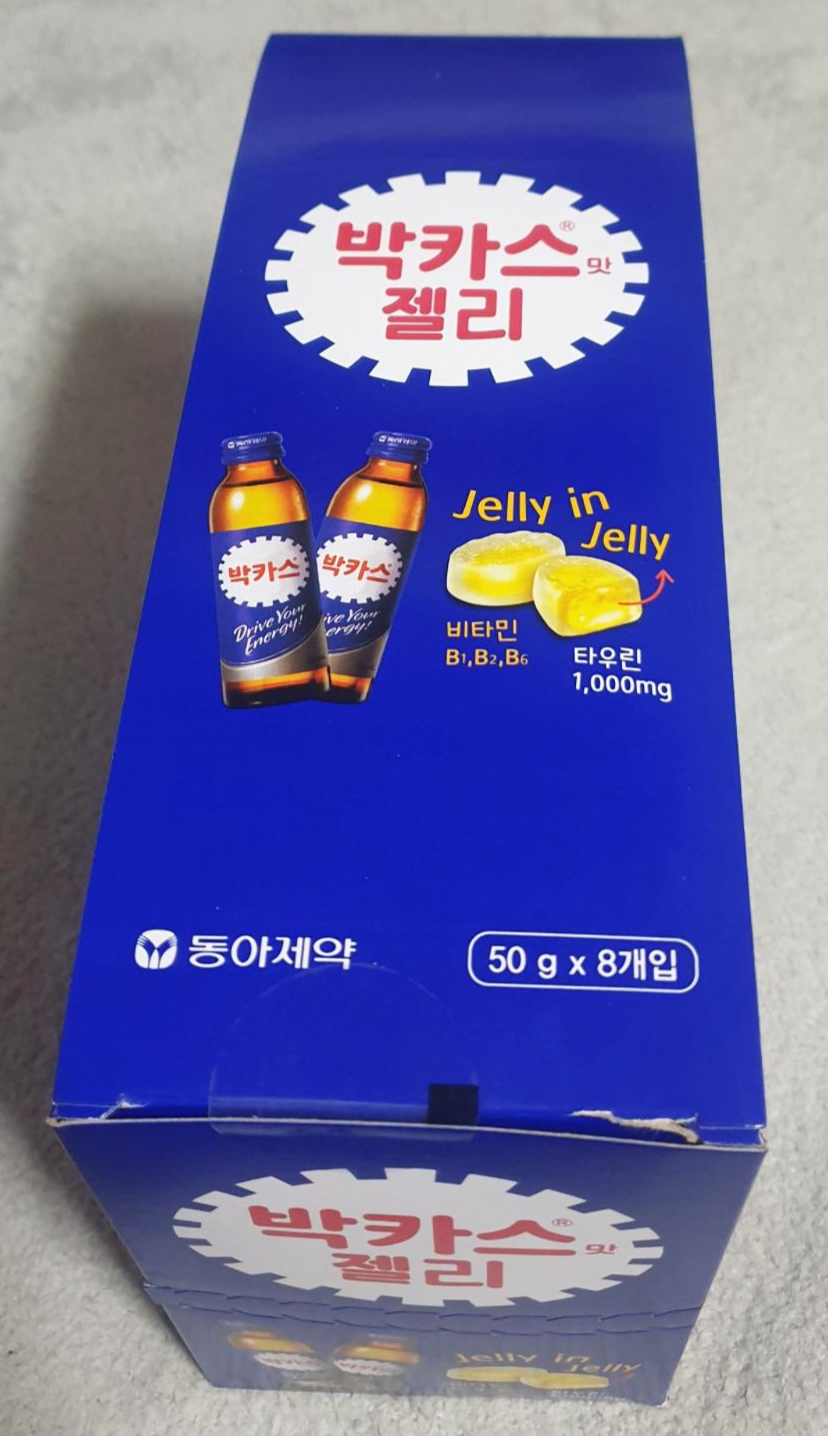 박카스® 맛
젤리
박카스
Drive Your
Energy!
박카스
ive Your
ergy!
Jelly in
Jelly
비타민
B1,B2,B6
타우린
1,000mg
동아제약
50 g x 8개입
박카스® 맛
젤리
Jelly in
Jelly